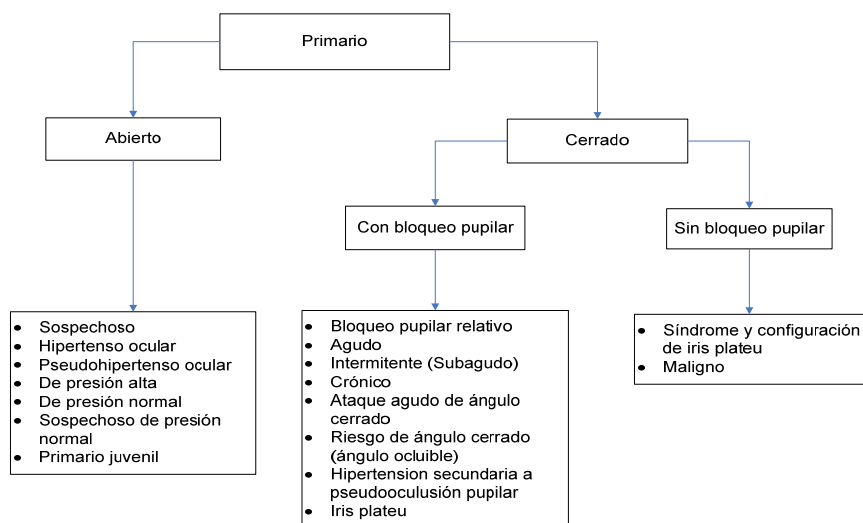 Primario
Abierto
Cerrado
Con bloqueo pupilar
Sin bloqueo pupilar
• Sospechoso
• Hipertenso ocular
• Pseudohipertenso ocular
• De presión alta
• De presión normal
• Sospechoso de presión
normal
• Primario juvenil
• Bloqueo pupilar relativo
• Agudo
• Intermitente (Subagudo)
• Crónico
• Ataque agudo de ángulo
cerrado
• Riesgo de ángulo cerrado
(ángulo ocluible)
• Hipertension secundaria a
pseudooculusión pupilar
• Iris plateu
• Síndrome y configuración
de iris plateu
• Maligno